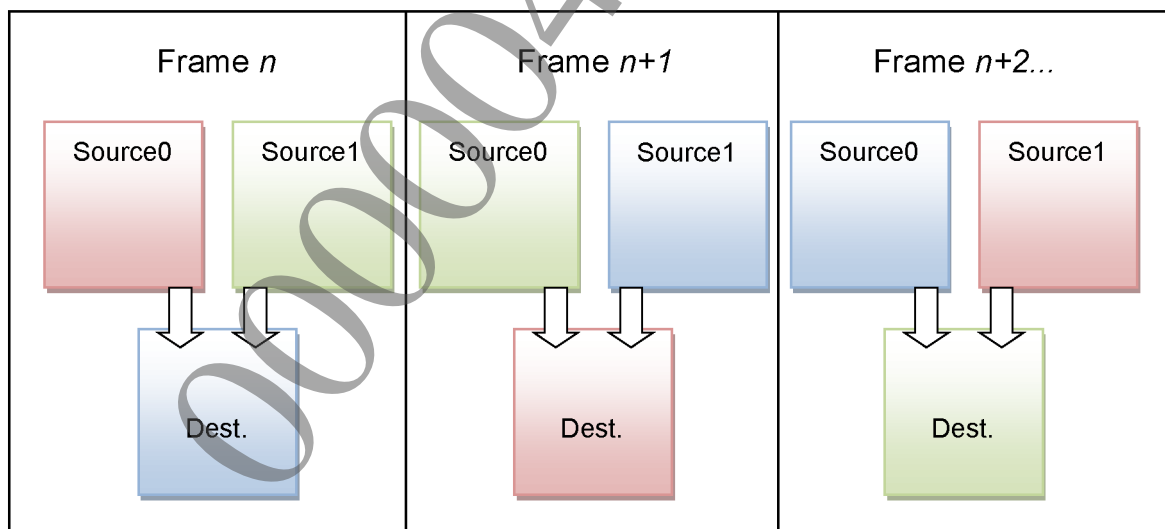 Frame n
Frame n+1
Frame n+2...
Source0
Source1
Source0
Source1
Source0
Source1
Dest.
Dest.
Dest.